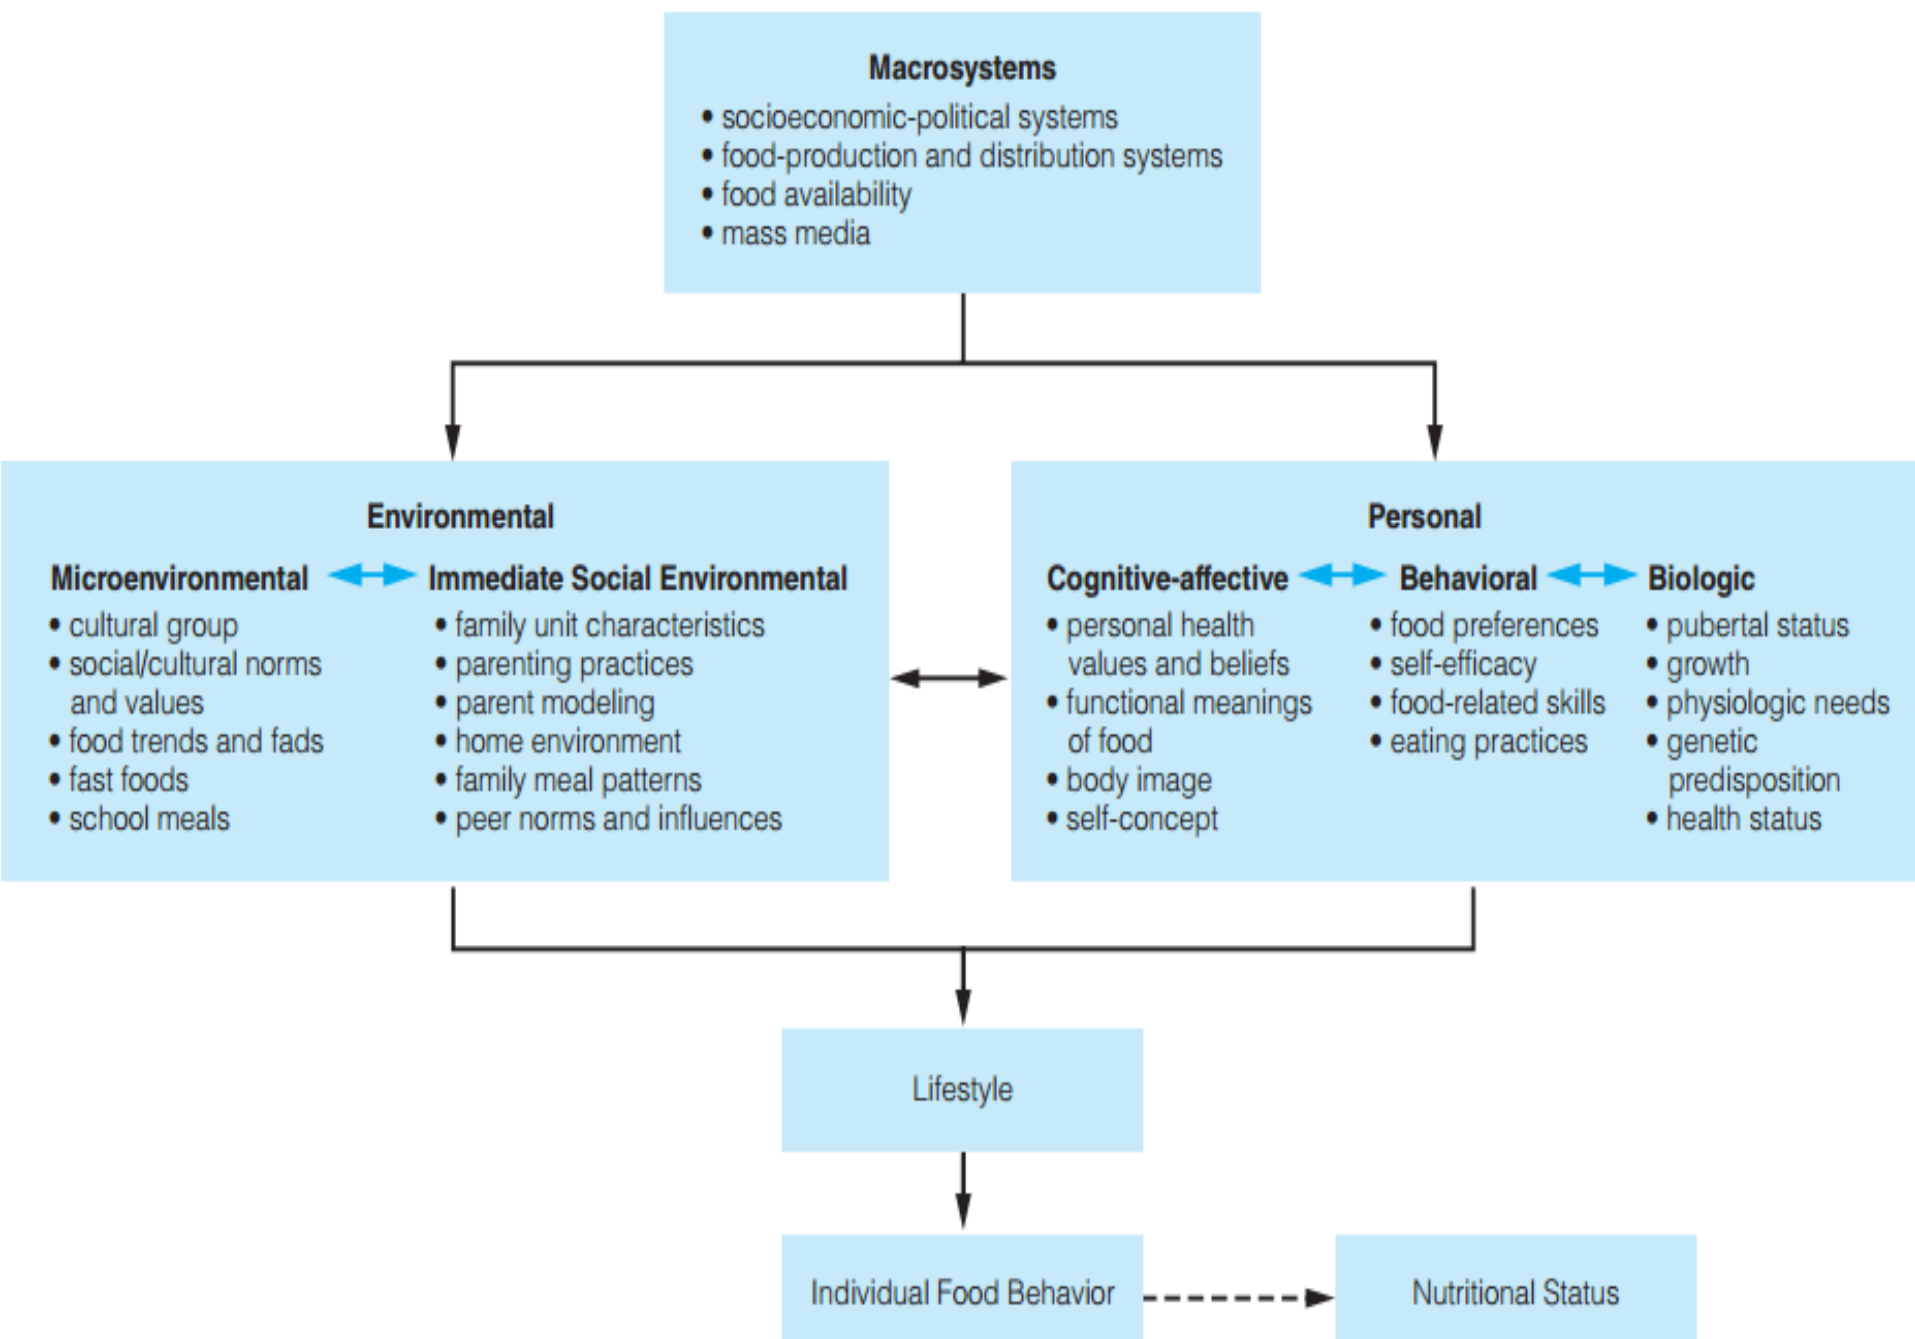 Macrosystems
• socioeconomic-political systems
• food-production and distribution systems
• food availability
• mass media
Environmental
Microenvironmental
• cultural group
• social/cultural norms
and values
• food trends and fads
• fast foods
• school meals
Immediate Social Environmental
• family unit characteristics
• parenting practices
• parent modeling
• home environment
• family meal patterns
• peer norms and influences
Personal
Cognitive-affective
• personal health
values and beliefs
• functional meanings
of food
• body image
• self-concept
Behavioral
• food preferences
• self-efficacy
• food-related skills
• eating practices
Biologic
• pubertal status
• growth
• physiologic needs
• genetic
predisposition
• health status
Lifestyle
Individual Food Behavior
Nutritional Status